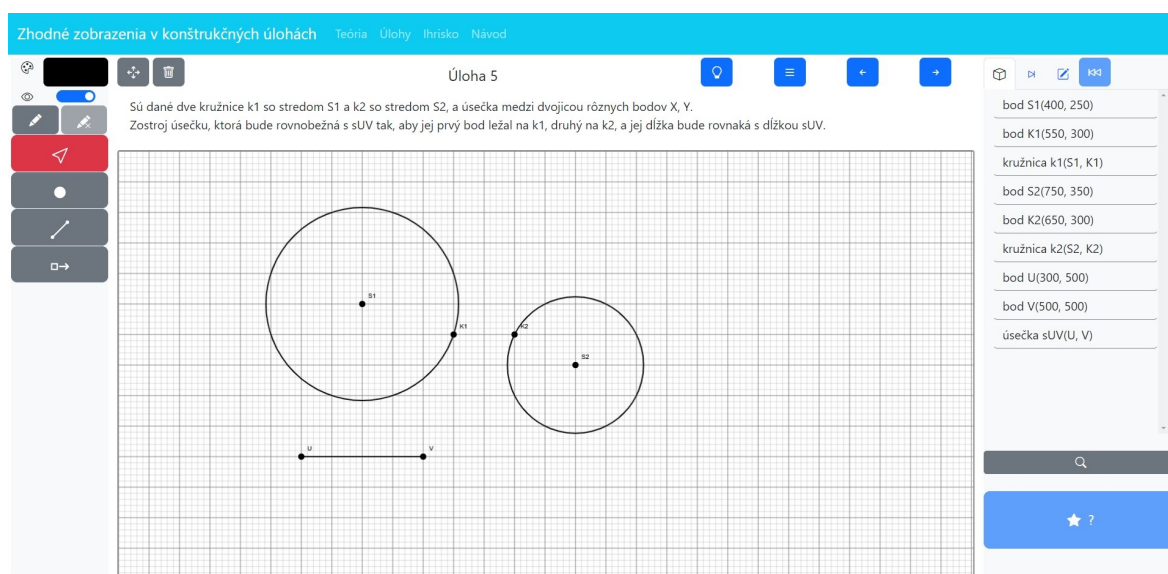 Zhodné zobrazenia v konštrukčných úlohách Teória Úlohy Ihrisko Návod
Úloha 5
Sú dané dve kružnice k1 so stredom S1 a k2 so stredom S2, a úsečka medzi dvojicou rôznych bodov X, Y.
Zostroj úsečku, ktorá bude rovnobežná s sUV tak, aby jej prvý bod ležal na k1, druhý na k2, a jej dĺžka bude rovnaká s dĺžkou sUV.
S1
K1
K2
S2
U
V
bod S1(400, 250)
bod K1(550, 300)
kružnica k1(S1, K1)
bod S2(750, 350)
bod K2(650, 300)
kružnica k2(S2, K2)
bod U(300, 500)
bod V(500, 500)
úsečka sUV(U, V)
?